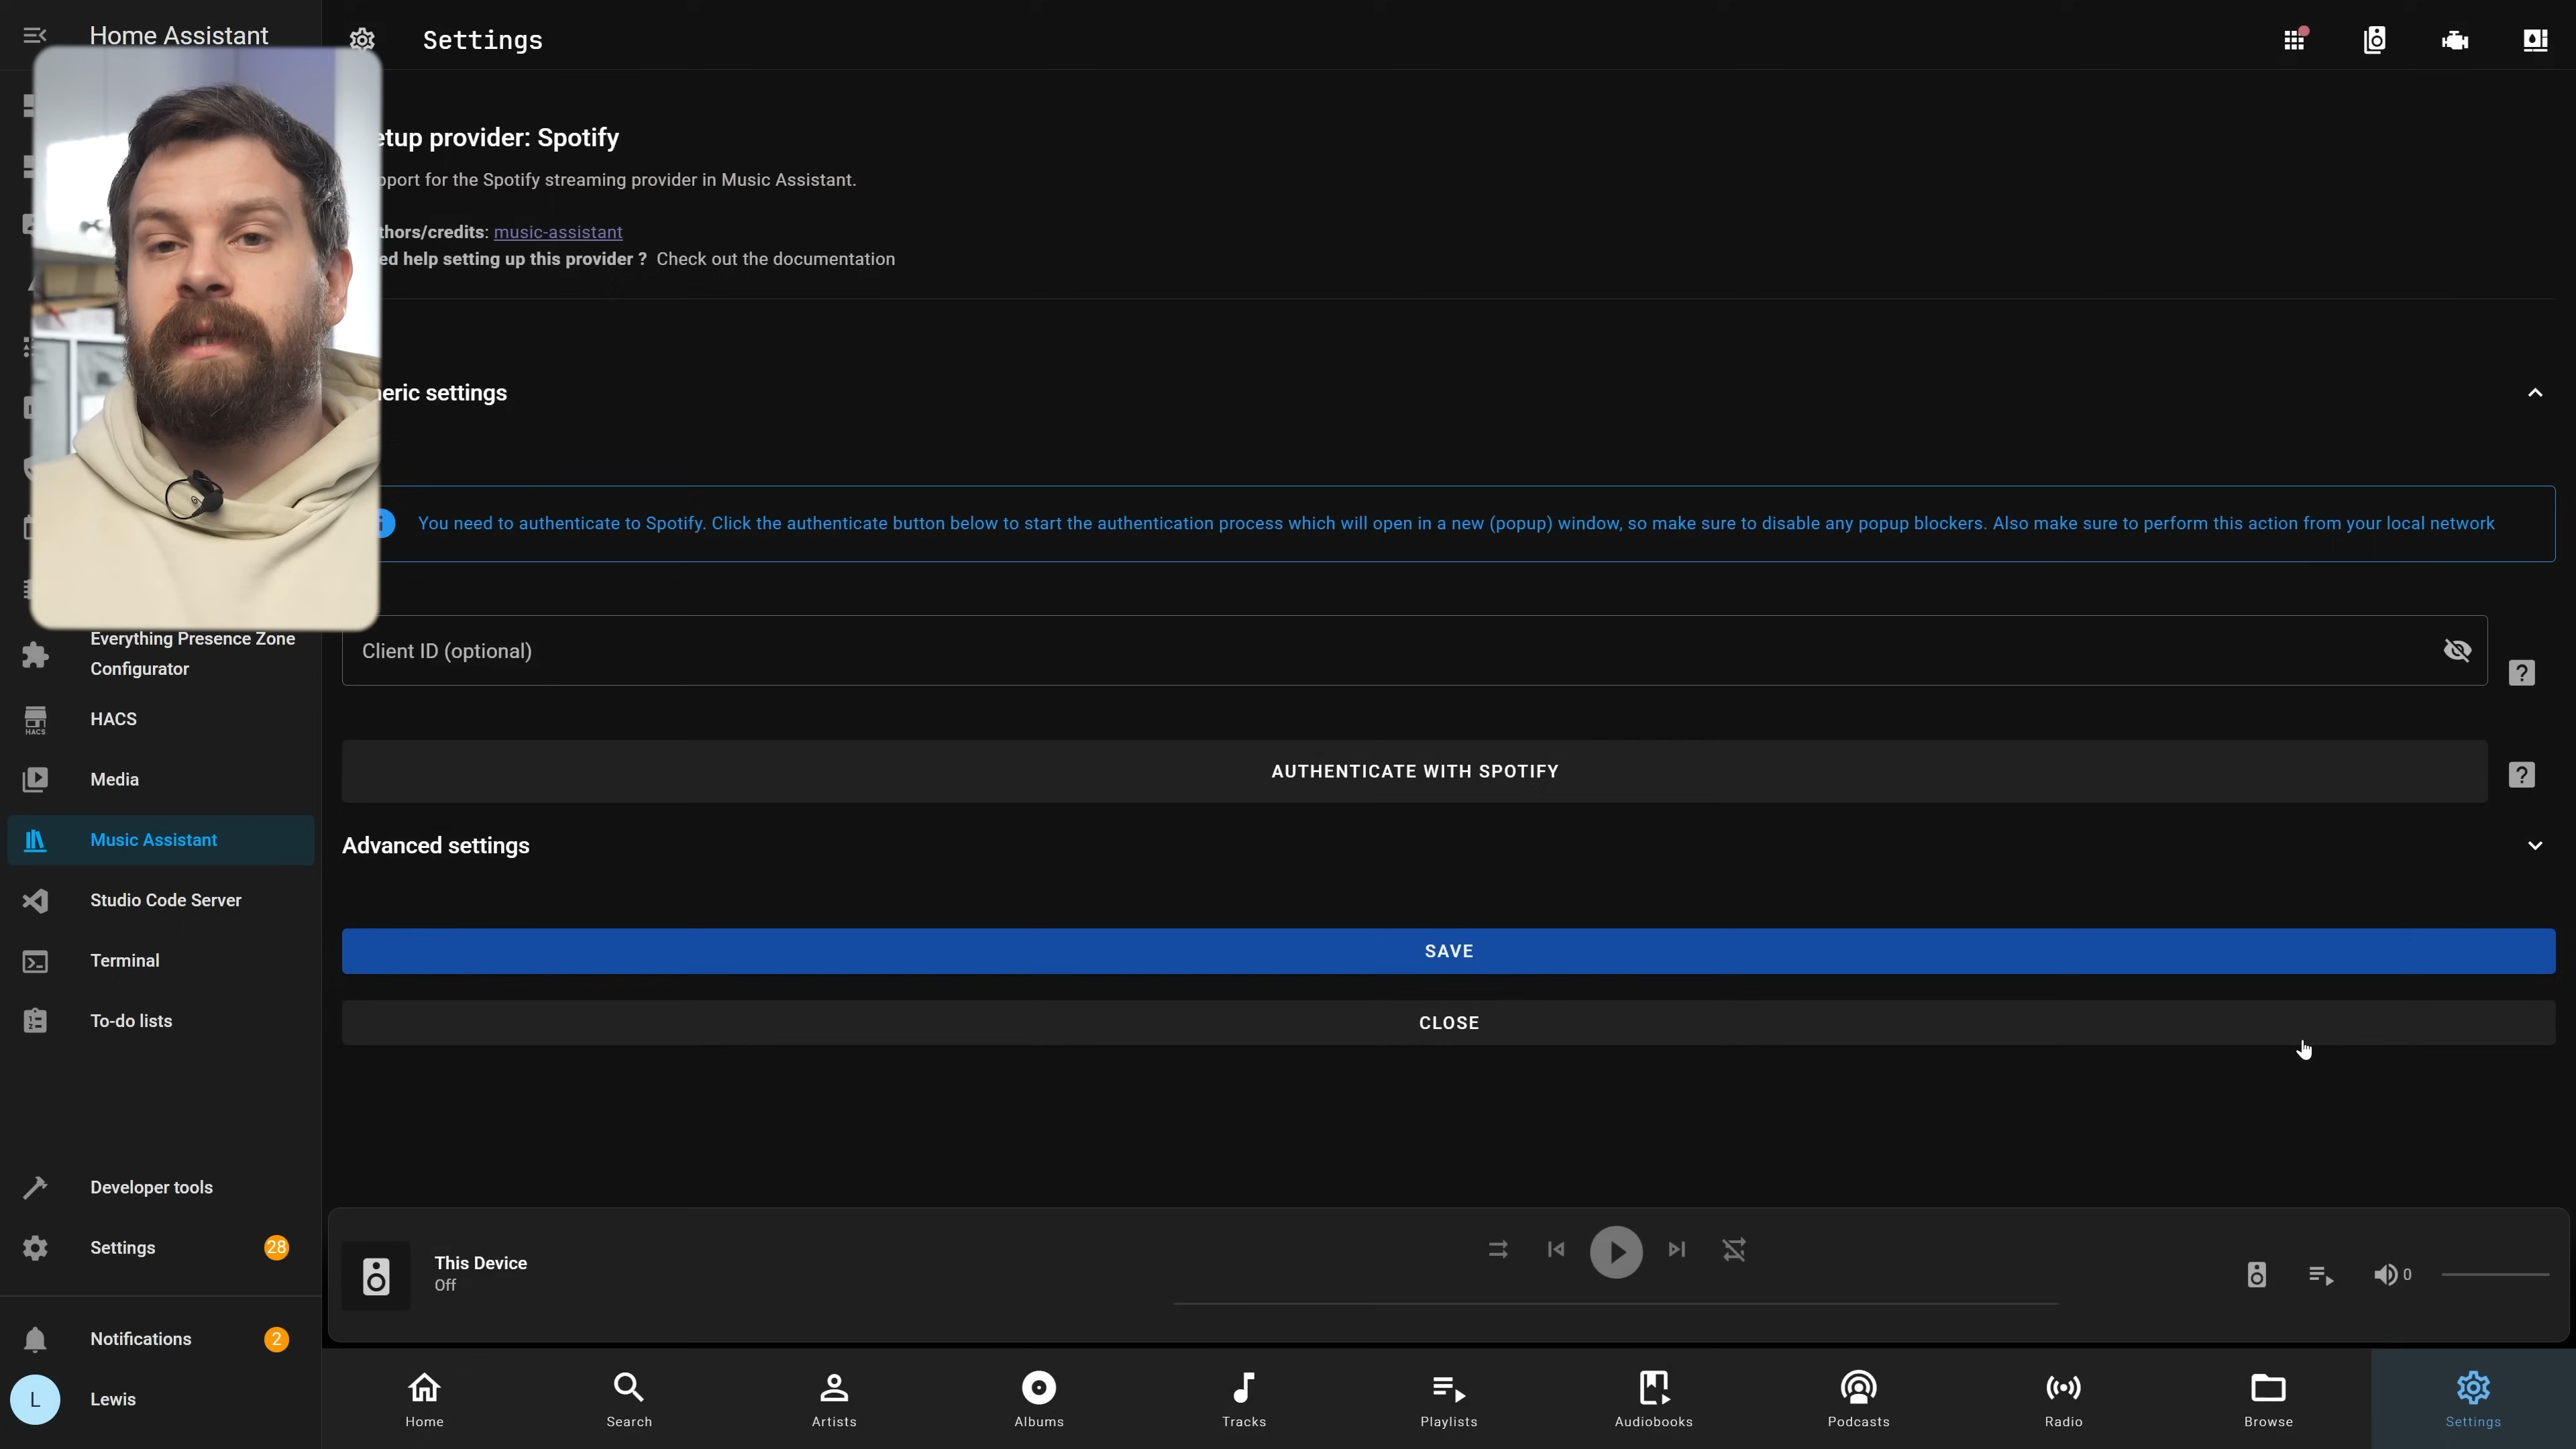 Home Assistant
Settings
etup provider: Spotify
pport for the Spotify streaming provider in Music Assistant.
thors/credits: music-assistant
ed help setting up this provider ? Check out the documentation
neric settings
You need to authenticate to Spotify. Click the authenticate button below to start the authentication process which will open in a new (popup) window, so make sure to disable any popup blockers. Also make sure to perform this action from your local network
Everything Presence Zone
Configurator
Client ID (optional)
HACS
HACS
AUTHENTICATE WITH SPOTIFY
Media
Music Assistant
Advanced settings
Studio Code Server
SAVE
Terminal
To-do lists
CLOSE
Developer tools
Settings 28
This Device
Off
0
Notifications 2
L Lewis
Home Search Artists Albums Tracks Playlists Audiobooks Podcasts Radio Browse Settings